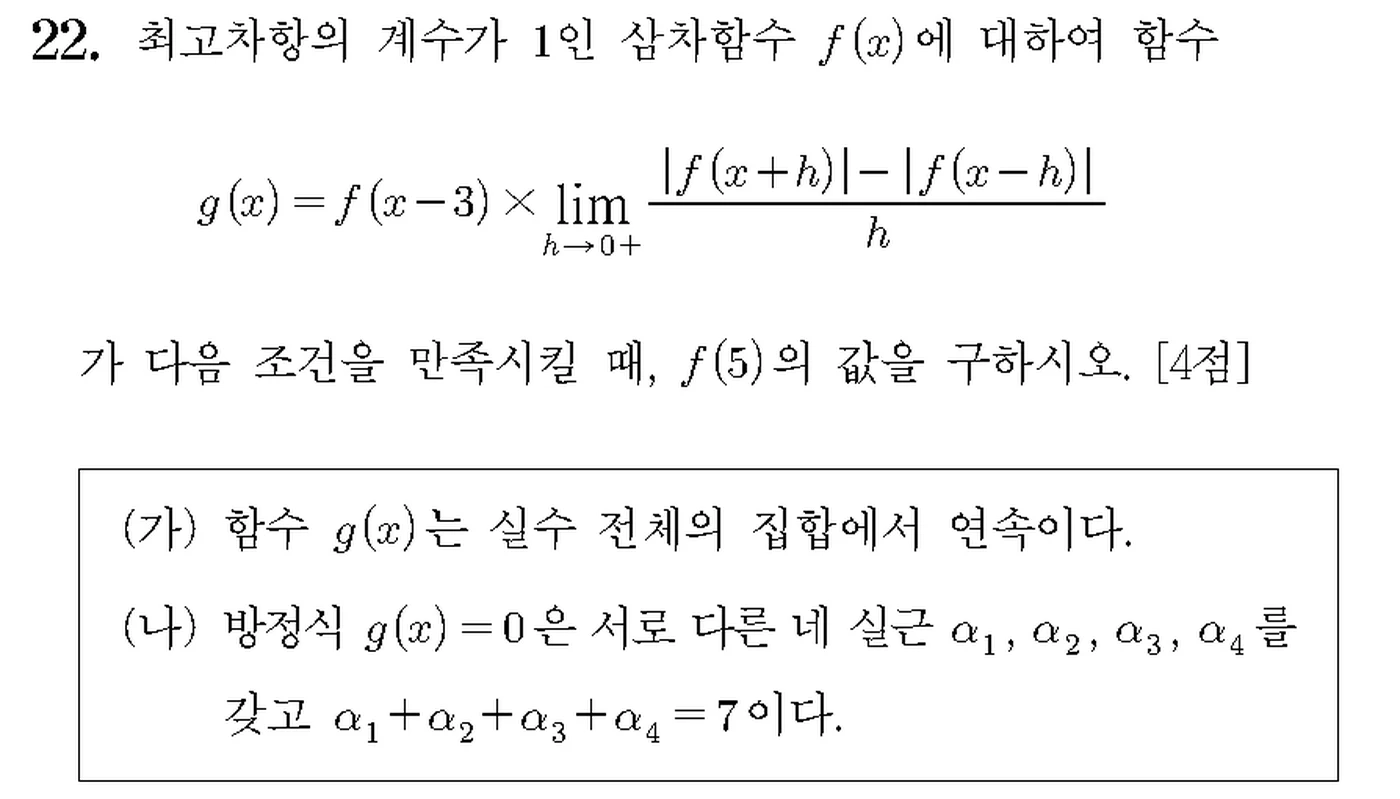 22. 최고차항의 계수가 1인 삼차함수 f(x)에 대하여 함수
g(x)=f(x-3)×lim_{h→0+} \frac{|f(x+h)|-|f(x-h)|}{h}
가 다음 조건을 만족시킬 때, f(5)의 값을 구하시오. [4점]
(가) 함수 g(x)는 실수 전체의 집합에서 연속이다.
(나) 방정식 g(x)=0은 서로 다른 네 실근 α₁, α₂, α₃, α₄를
갖고 α₁+α₂+α₃+α₄=7이다.